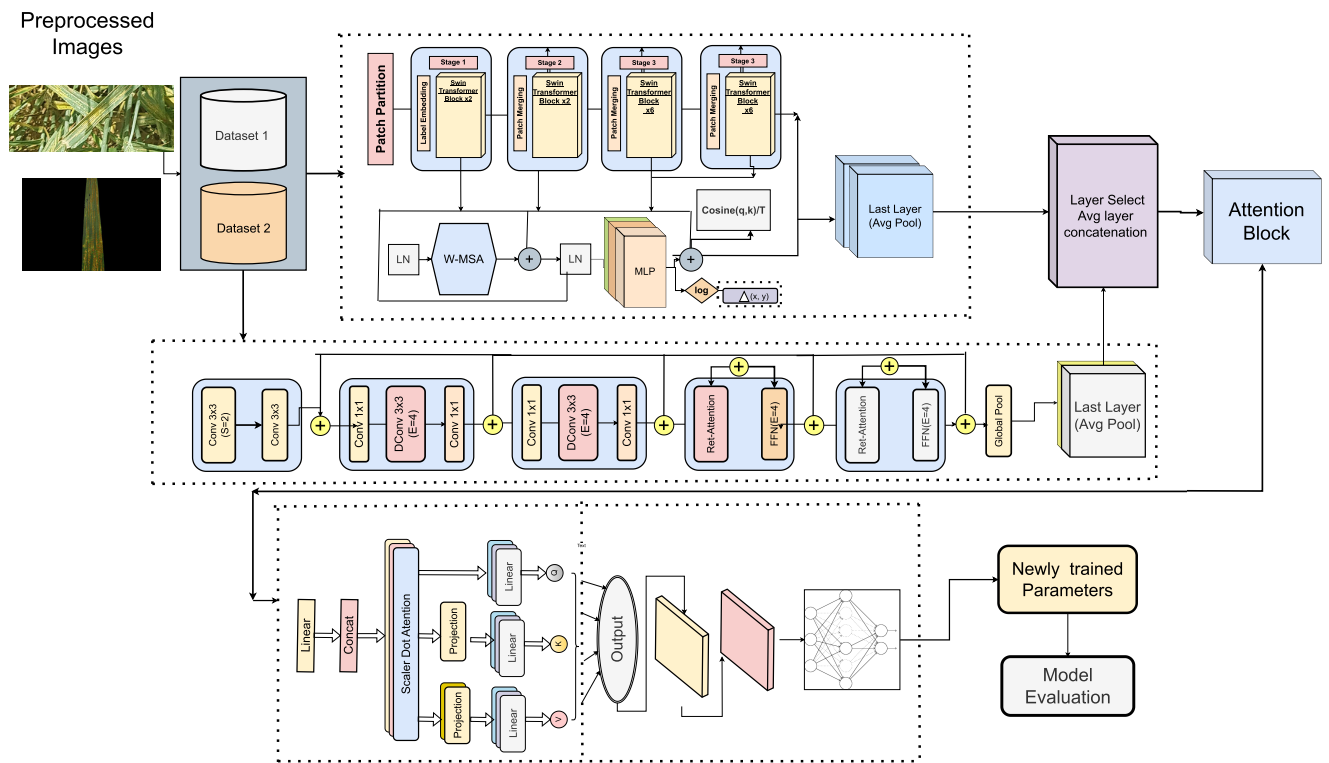 Preprocessed
Images
Dataset 1
Dataset 2
Patch Partition
Stage 1
Label Embedding
Swin
Transformer
Block x2
Stage 2
Patch Merging
Swin
Transformer
Block x2
Stage 3
Patch Merging
Swin
Transformer
Block
x6
Stage 3
Patch Merging
Swin
Transformer
Block
x6
LN
W-MSA
+
LN
MLP
+
Cosine(q,k)/T
log
Δ(x, y)
Last Layer
(Avg Pool)
Layer Select
Avg layer
concatenation
Attention
Block
Conv 3x3
(S=2)
Conv 3x3
+
Conv 1x1
DConv 3x3
(E=4)
Conv 1x1
+
Conv 1x1
DConv 3x3
(E=4)
Conv 1x1
+
Ret-Attention
+
FFN(E=4)
+
Ret-Attention
+
FFN(E=4)
+
Global Pool
Last Layer
(Avg Pool)
Linear
Concat
Scaler Dot Atention
Linear
Q
Projection
Linear
K
Projection
Linear
V
Text
Output
Newly trained
Parameters
Model
Evaluation